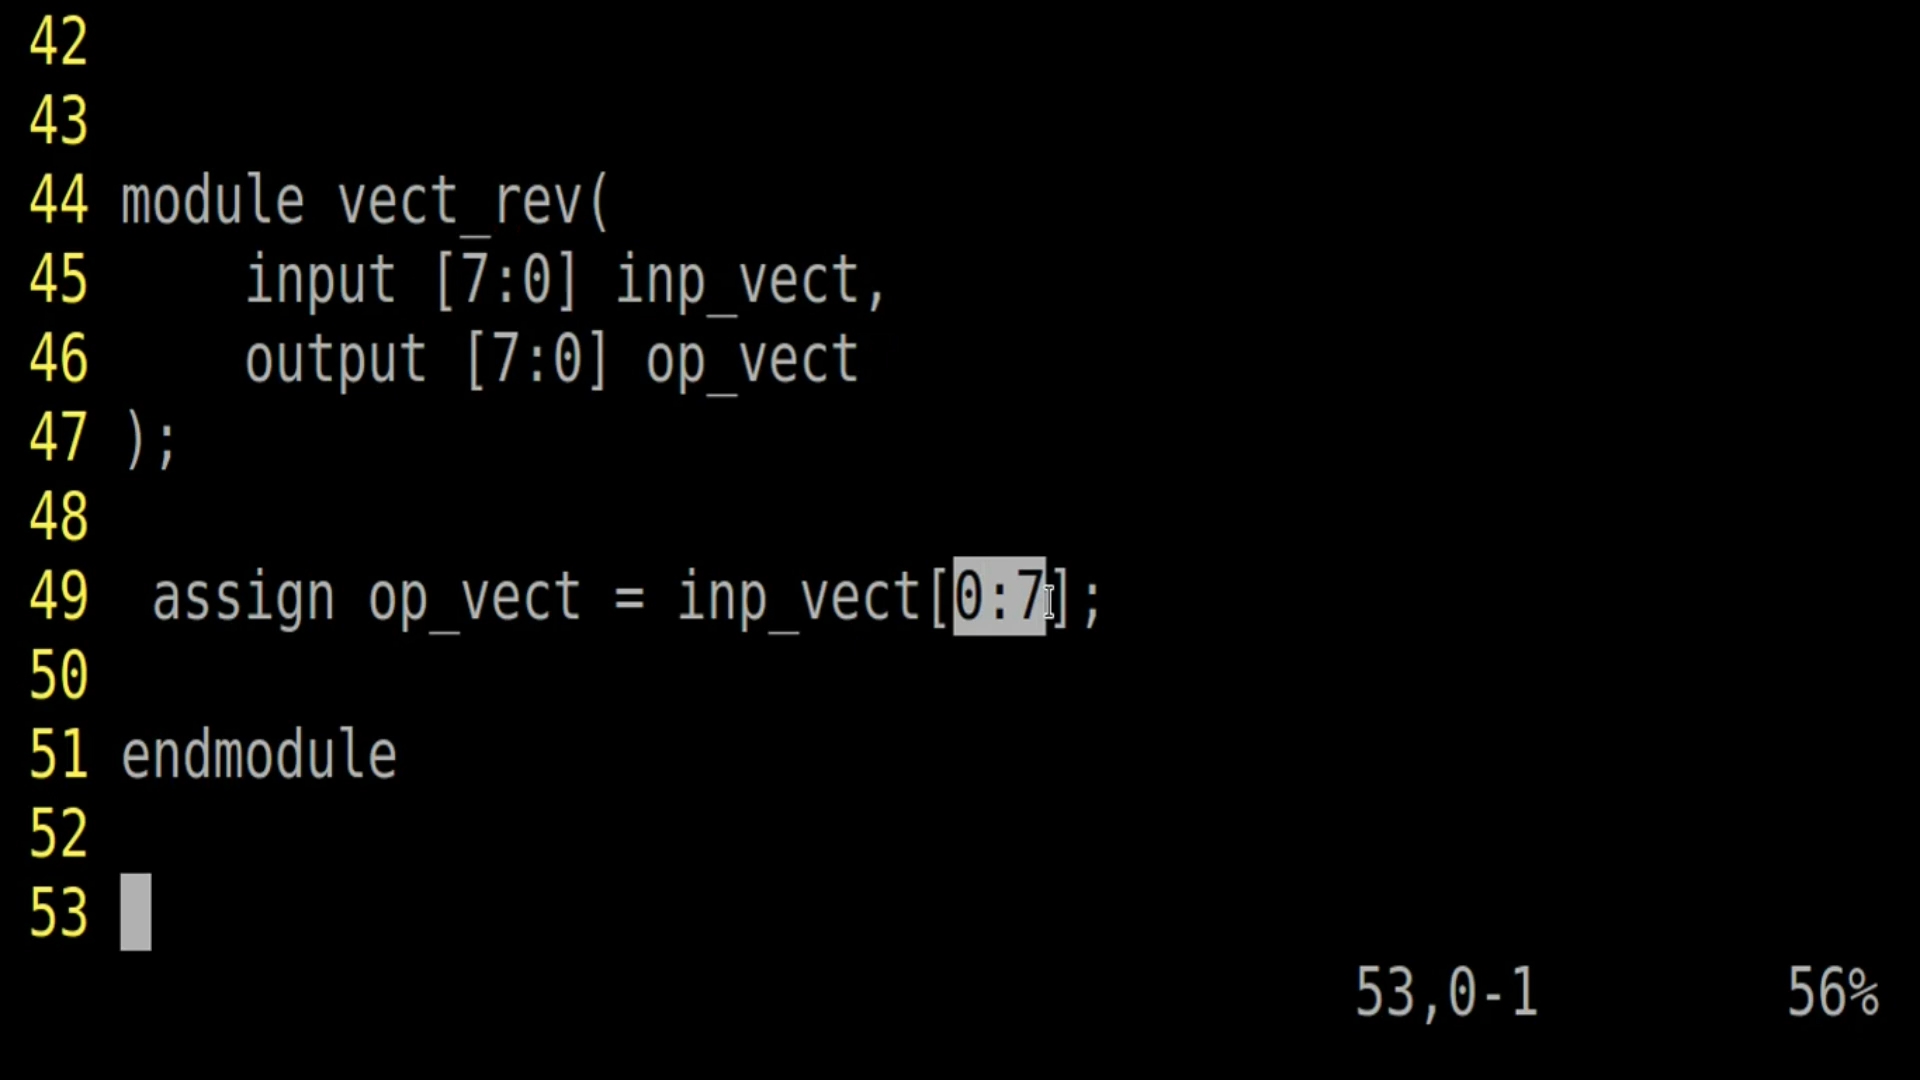 42
43
44 module vect_rev(
45     input [7:0] inp_vect,
46     output [7:0] op_vect
47 );
48
49  assign op_vect = inp_vect[0:7];
50
51 endmodule
52
53
53,0-1 56%